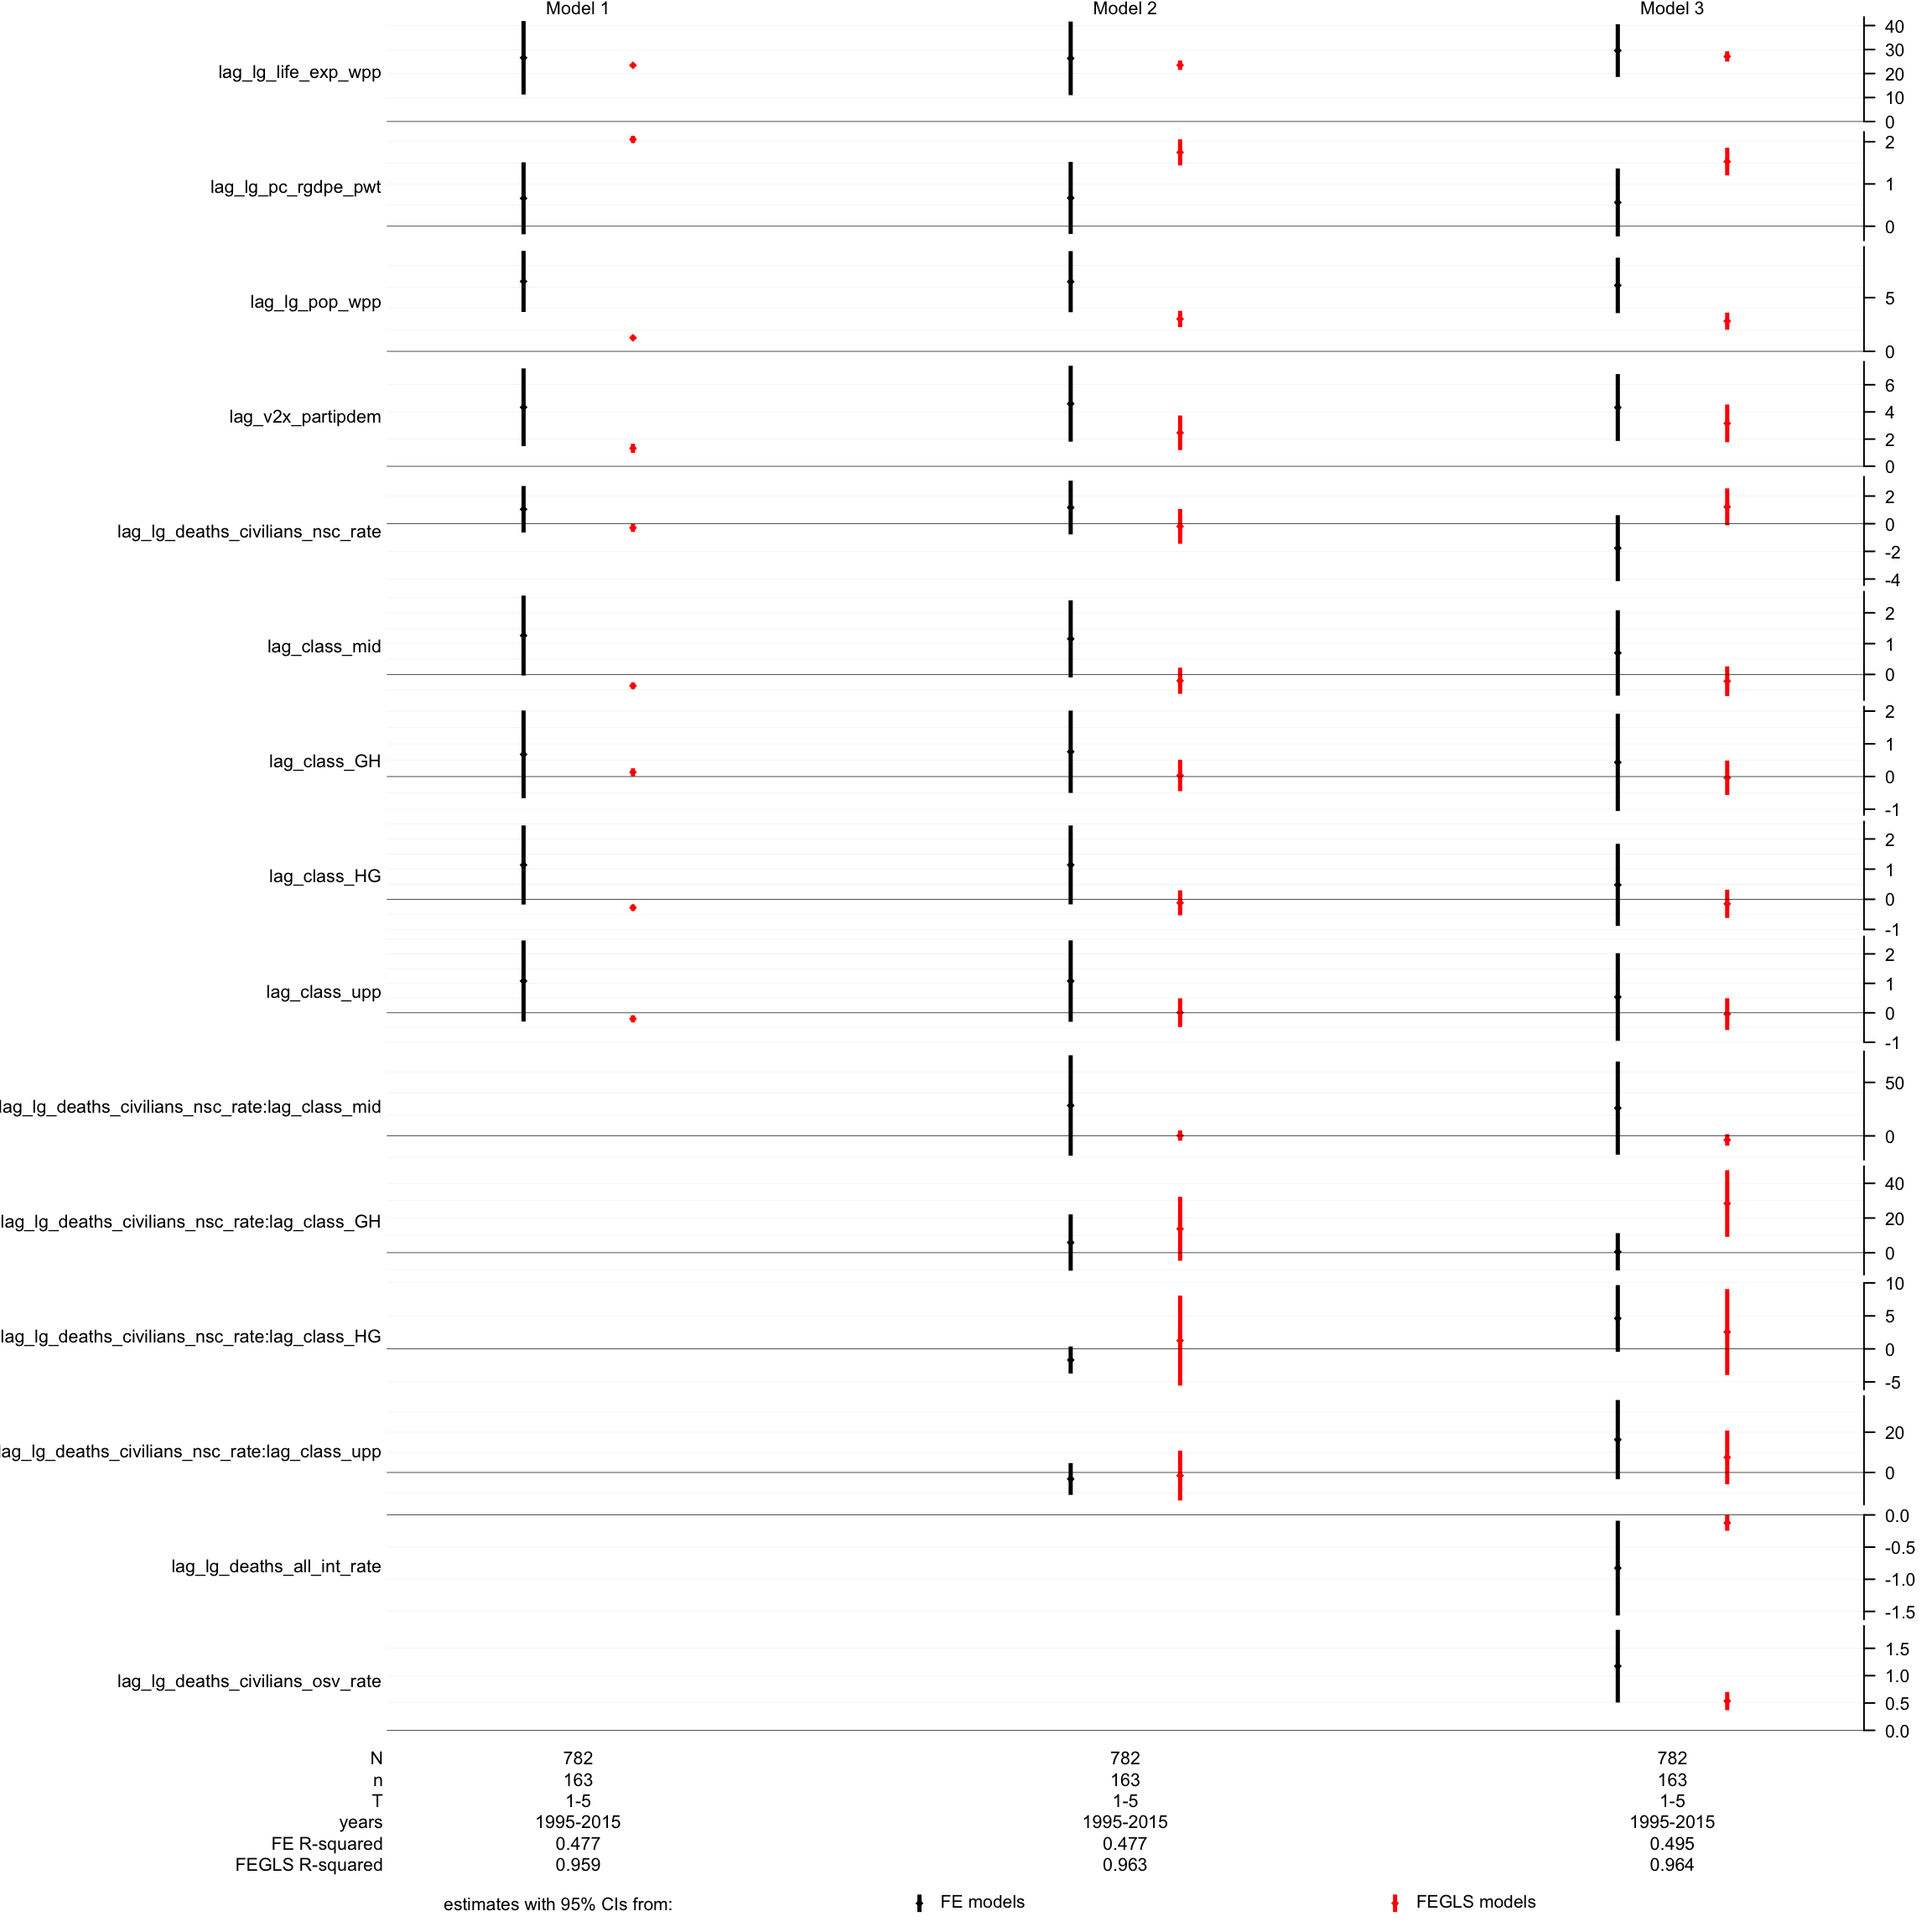 Model 1 Model 2 Model 3
lag_lg_life_exp_wpp 40 30 20 10 0
lag_lg_pc_rgdpe_pwt 2 1 0
lag_lg_pop_wpp 5 0
lag_v2x_partipdem 6 4 2 0
lag_lg_deaths_civilians_nsc_rate 2 0 -2 -4
lag_class_mid 2 1 0
lag_class_GH 2 1 0 -1
lag_class_HG 2 1 0 -1
lag_class_upp 2 1 0 -1
lag_lg_deaths_civilians_nsc_rate:lag_class_mid 50 0
lag_lg_deaths_civilians_nsc_rate:lag_class_GH 40 20 0
lag_lg_deaths_civilians_nsc_rate:lag_class_HG 10 5 0 -5
lag_lg_deaths_civilians_nsc_rate:lag_class_upp 20 0
lag_lg_deaths_all_int_rate 0.0 -0.5 -1.0 -1.5
lag_lg_deaths_civilians_osv_rate 1.5 1.0 0.5 0.0
N 782 782 782
n 163 163 163
T 1-5 1-5 1-5
years 1995-2015 1995-2015 1995-2015
FE R-squared 0.477 0.477 0.495
FEGLS R-squared 0.959 0.963 0.964
estimates with 95% CIs from: FE models FEGLS models